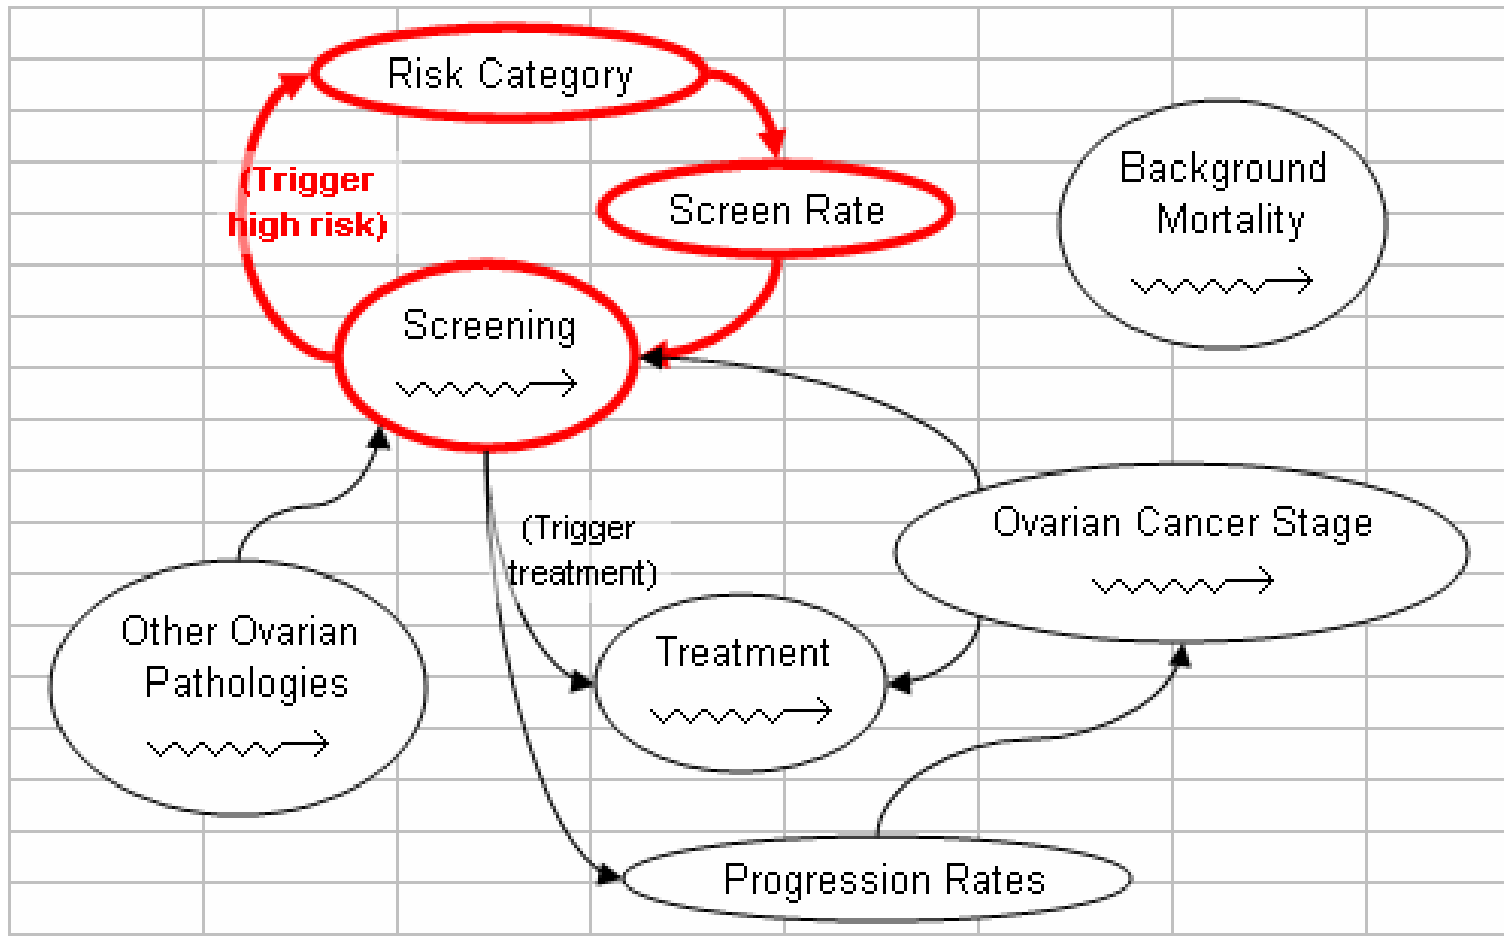 Risk Category
Background
Mortality
(Trigger
high risk)
Screen Rate
Screening
Ovarian Cancer Stage
(Trigger
treatment)
Other Ovarian
Pathologies
Treatment
Progression Rates